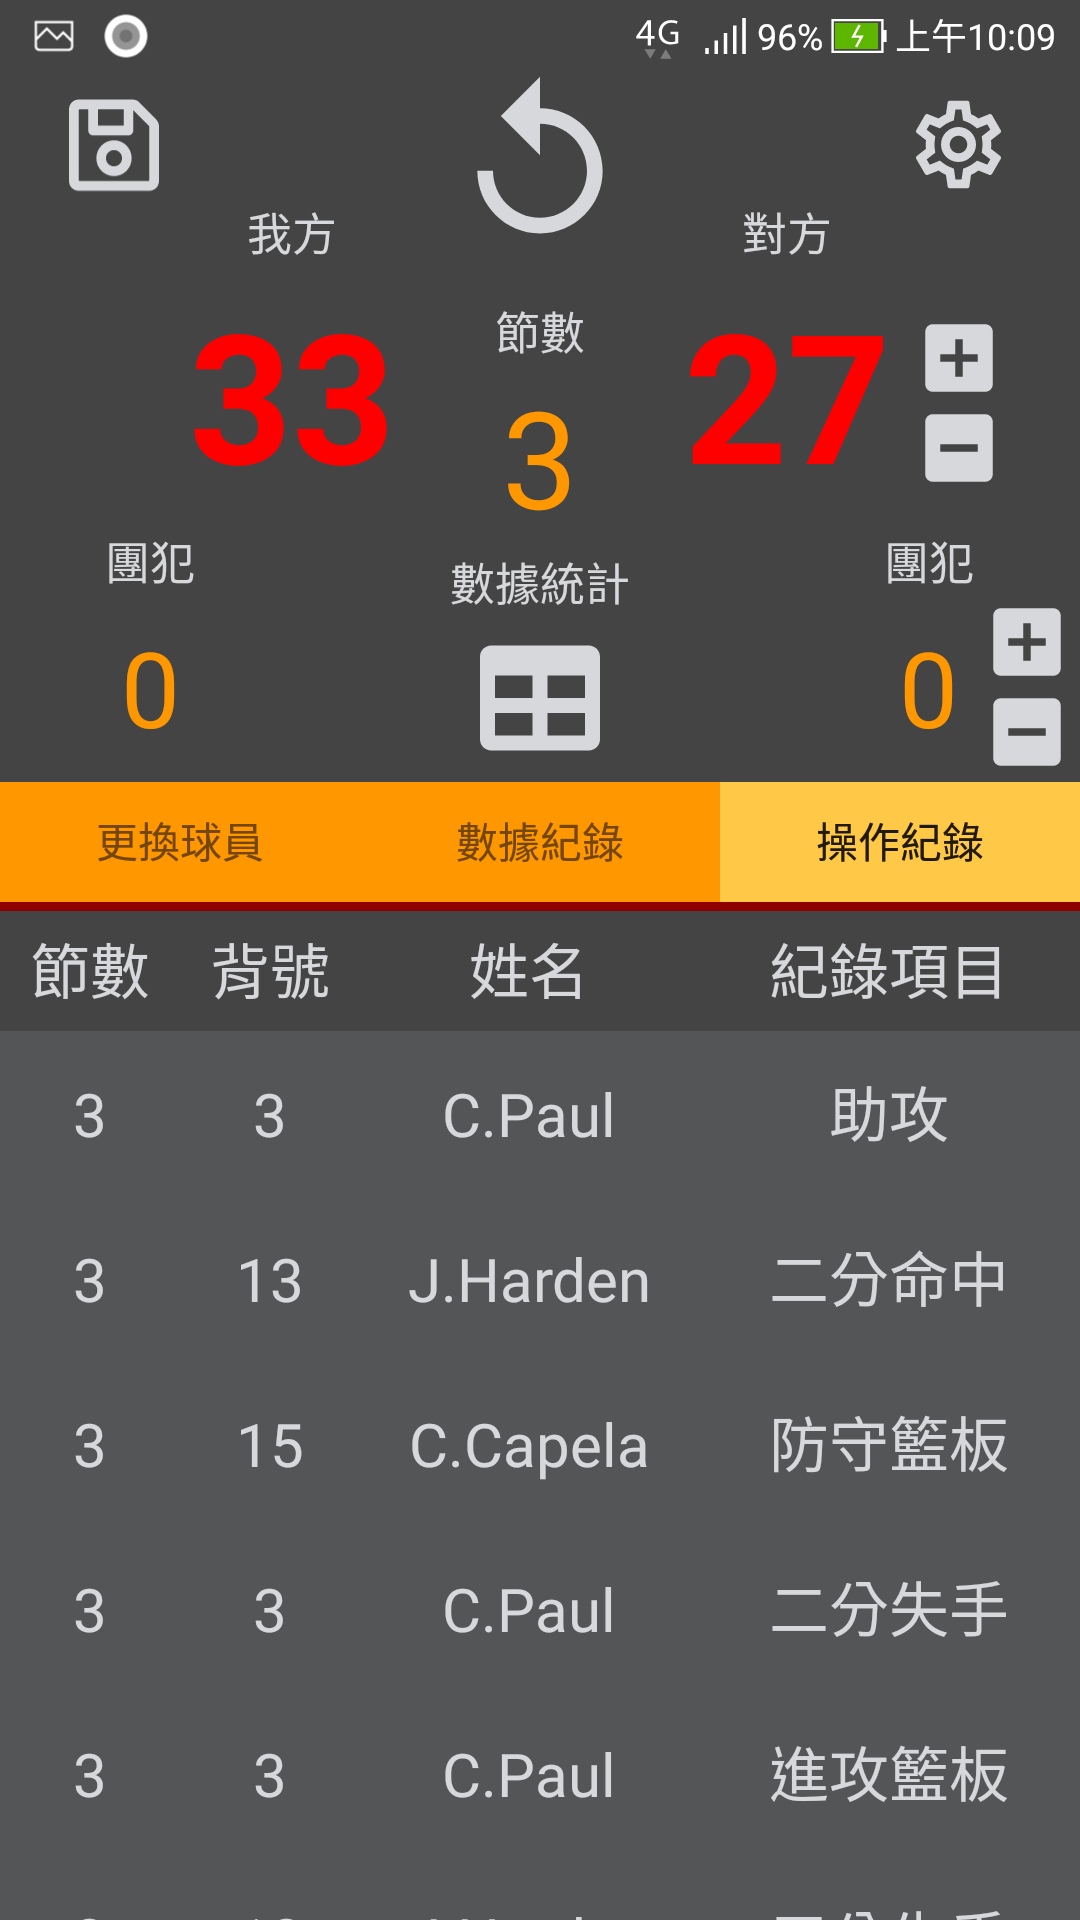 4G 96% 上午10:09
我方 對方
33 節數 27
3
團犯 數據統計 團犯
0 0
更換球員 數據紀錄 操作紀錄
節數 背號 姓名 紀錄項目
3 3 C.Paul 助攻
3 13 J.Harden 二分命中
3 15 C.Capela 防守籃板
3 3 C.Paul 二分失手
3 3 C.Paul 進攻籃板